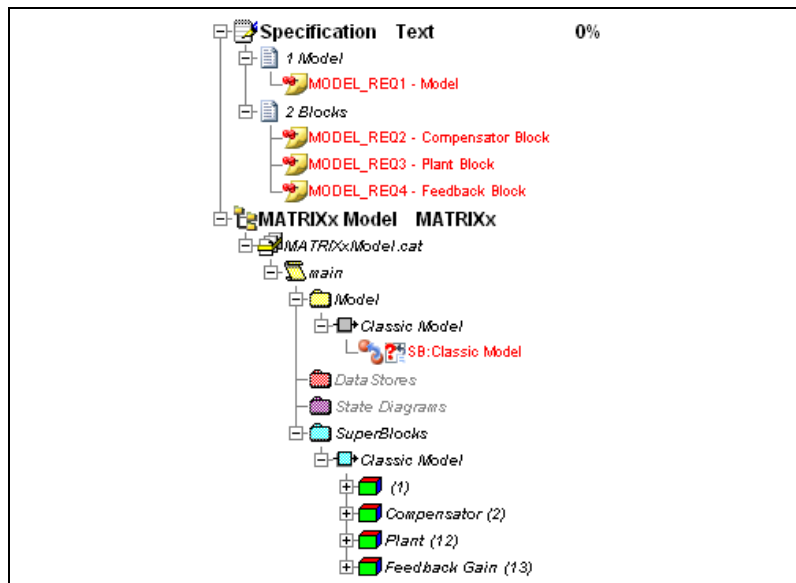 Specification Text 0%
1 Model
MODEL_REQ1 - Model
2 Blocks
MODEL_REQ2 - Compensator Block
MODEL_REQ3 - Plant Block
MODEL_REQ4 - Feedback Block
MATRIXx Model MATRIXx
MATRIXxModel.cat
main
Model
Classic Model
SB:Classic Model
Data Stores
State Diagrams
SuperBlocks
Classic Model
(1)
Compensator (2)
Plant (12)
Feedback Gain (13)